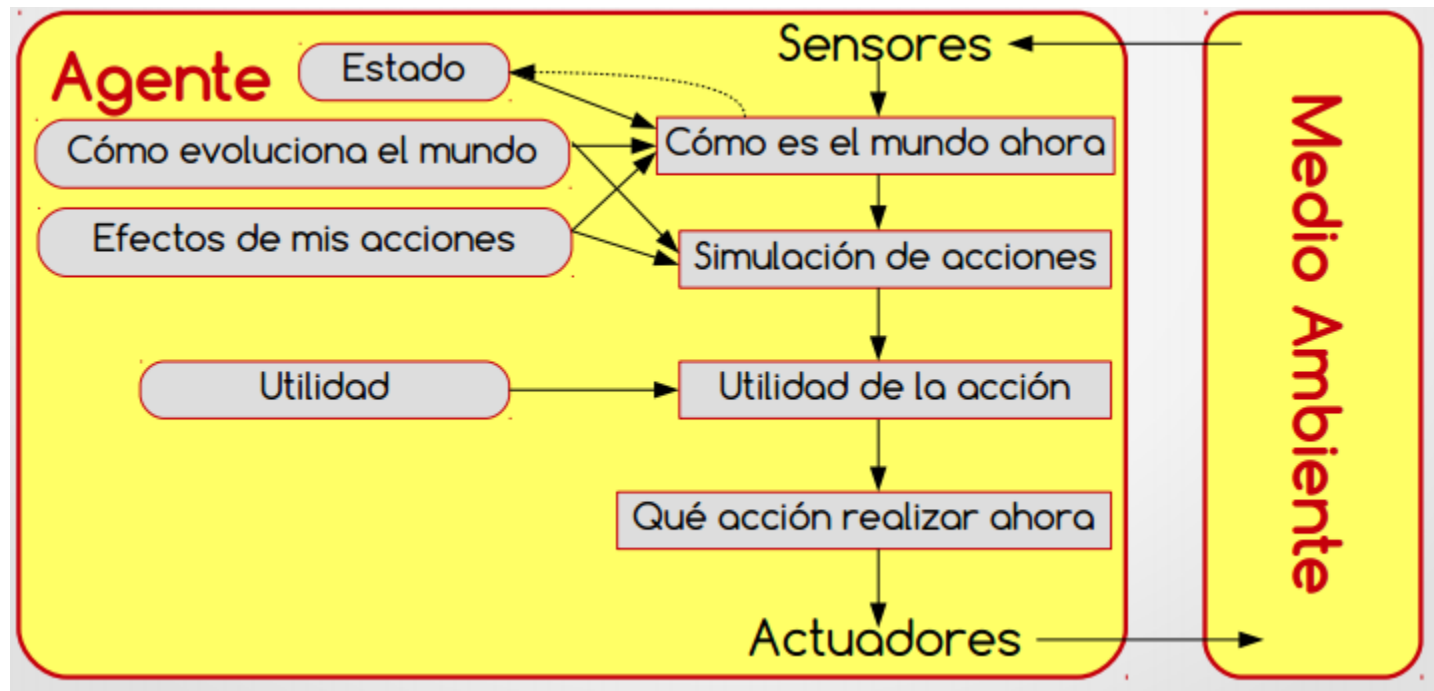 Agente
Estado
Sensores
Cómo evoluciona el mundo
Cómo es el mundo ahora
Efectos de mis acciones
Simulación de acciones
Utilidad
Utilidad de la acción
Qué acción realizar ahora
Actuadores
Medio Ambiente